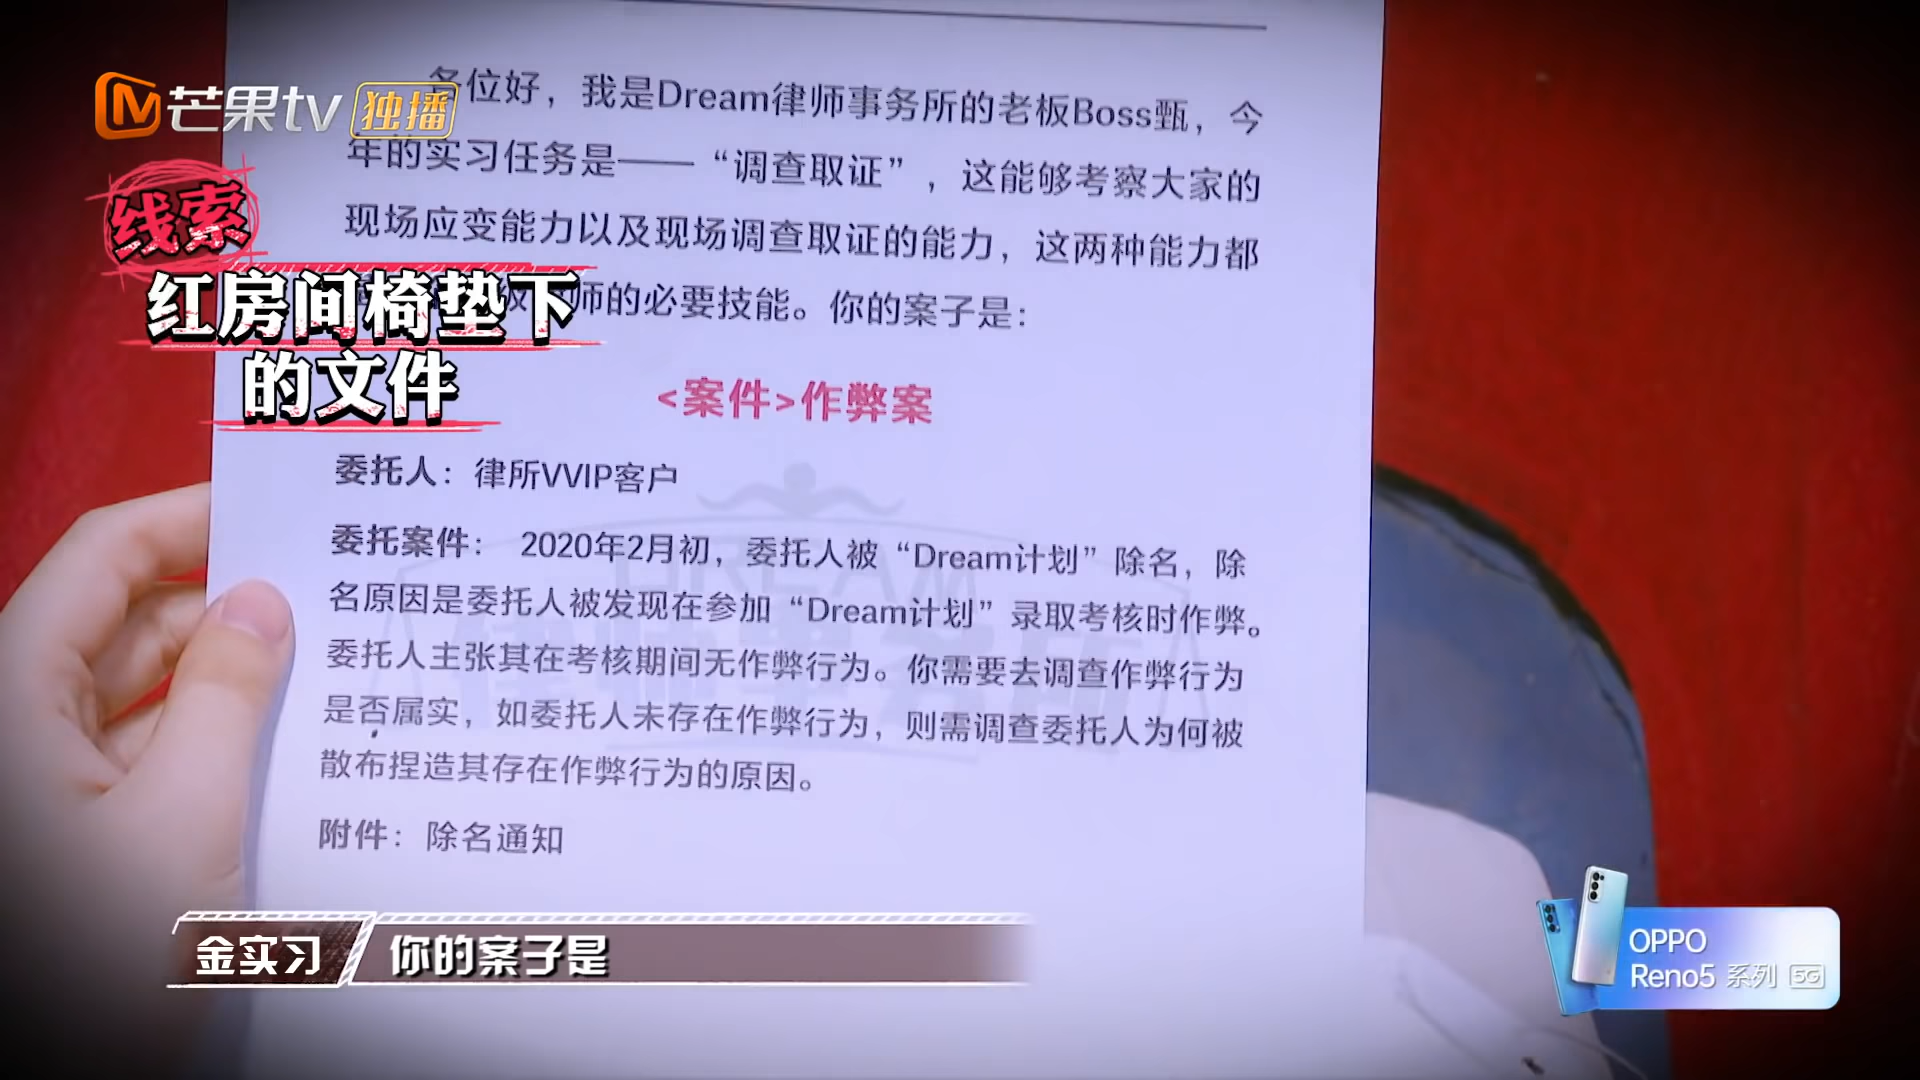 芒果tv 独播
线索
红房间椅垫下
的文件
各位好，我是Dream律师事务所的老板Boss甄，今
年的实习任务是——“调查取证”，这能够考察大家的
现场应变能力以及现场调查取证的能力，这两种能力都
师的必要技能。你的案子是：
<案件>作弊案
委托人：律所VVIP客户
委托案件： 2020年2月初，委托人被“Dream计划”除名，除
名原因是委托人被发现在参加“Dream计划”录取考核时作弊。
委托人主张其在考核期间无作弊行为。你需要去调查作弊行为
是否属实，如委托人未存在作弊行为，则需调查委托人为何被
散布捏造其存在作弊行为的原因。
附件：除名通知
DREAM
律师事务所
金实习 你的案子是
OPPO
Reno5 系列 5G